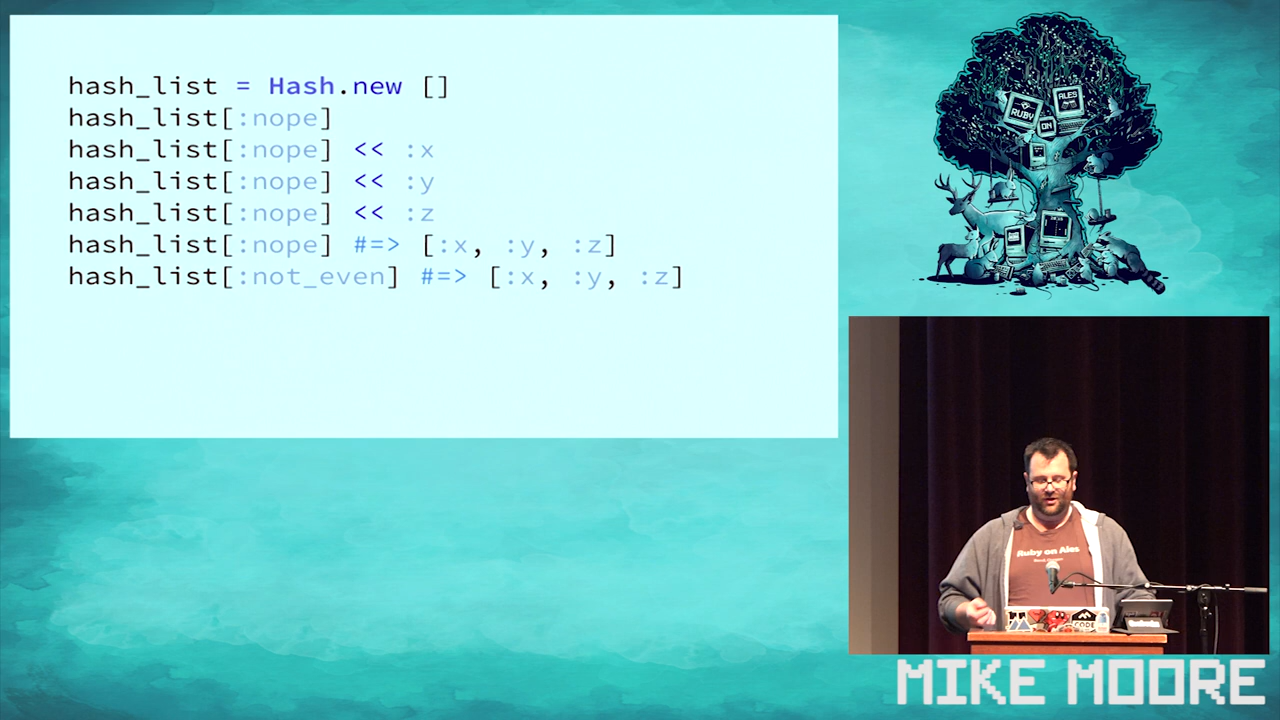 hash_list = Hash.new []
hash_list[:nope]
hash_list[:nope] << :x
hash_list[:nope] << :y
hash_list[:nope] << :z
hash_list[:nope] #=> [:x, :y, :z]
hash_list[:not_even] #=> [:x, :y, :z]
RUBY
ON
ALES
Ruby on Ales
CODE
MIKE MOORE